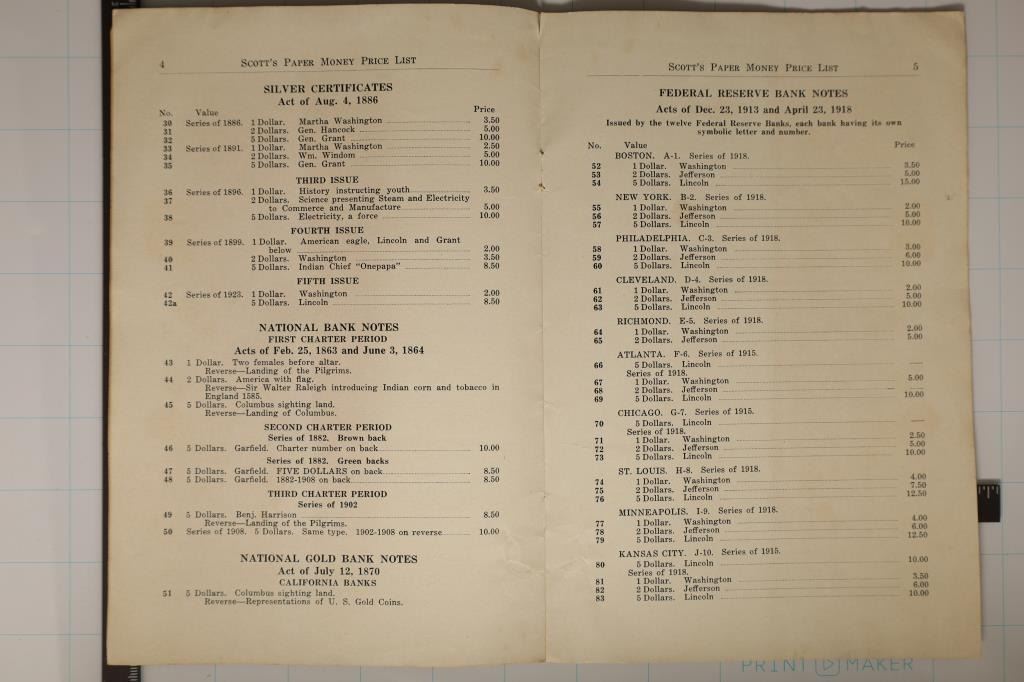 4 SCOTT'S PAPER MONEY PRICE LIST
SILVER CERTIFICATES
Act of Aug. 4, 1886
No. Value Price
30 Series of 1886. 1 Dollar. Martha Washington 3.50
31 2 Dollars. Gen. Hancock 5.00
32 5 Dollars. Gen. Grant 10.00
33 Series of 1891. 1 Dollar. Martha Washington 2.50
34 2 Dollars. Wm. Windom 5.00
35 5 Dollars. Gen. Grant 10.00
THIRD ISSUE
36 Series of 1896. 1 Dollar. History instructing youth 3.50
37 2 Dollars. Science presenting Steam and Electricity
to Commerce and Manufacture 5.00
38 5 Dollars. Electricity, a force 10.00
FOURTH ISSUE
39 Series of 1899. 1 Dollar. American eagle, Lincoln and Grant
below 2.00
40 2 Dollars. Washington 3.50
41 5 Dollars. Indian Chief "Onepapa" 8.50
FIFTH ISSUE
42 Series of 1923. 1 Dollar. Washington 2.00
42a 5 Dollars. Lincoln 8.50
NATIONAL BANK NOTES
FIRST CHARTER PERIOD
Acts of Feb. 25, 1863 and June 3, 1864
43 1 Dollar. Two females before altar.
Reverse—Landing of the Pilgrims.
44 2 Dollars. America with flag.
Reverse—Sir Walter Raleigh introducing Indian corn and tobacco in
England 1585.
45 5 Dollars. Columbus sighting land.
Reverse—Landing of Columbus.
SECOND CHARTER PERIOD
Series of 1882. Brown back
46 5 Dollars. Garfield. Charter number on back 10.00
Series of 1882. Green backs
47 5 Dollars. Garfield. FIVE DOLLARS on back 8.50
48 5 Dollars. Garfield. 1882-1908 on back 8.50
THIRD CHARTER PERIOD
Series of 1902
49 5 Dollars. Benj. Harrison 8.50
Reverse—Landing of the Pilgrims.
50 Series of 1908. 5 Dollars. Same type. 1902-1908 on reverse 10.00
NATIONAL GOLD BANK NOTES
Act of July 12, 1870
CALIFORNIA BANKS
51 5 Dollars. Columbus sighting land.
Reverse—Representations of U. S. Gold Coins.
SCOTT'S PAPER MONEY PRICE LIST 5
FEDERAL RESERVE BANK NOTES
Acts of Dec. 23, 1913 and April 23, 1918
Issued by the twelve Federal Reserve Banks, each bank having its own
symbolic letter and number.
No. Value Price
BOSTON. A-1. Series of 1918.
52 1 Dollar. Washington 3.50
53 2 Dollars. Jefferson 5.00
54 5 Dollars. Lincoln 15.00
NEW YORK. B-2. Series of 1918.
55 1 Dollar. Washington 2.00
56 2 Dollars. Jefferson 5.00
57 5 Dollars. Lincoln 10.00
PHILADELPHIA. C-3. Series of 1918.
58 1 Dollar. Washington 3.00
59 2 Dollars. Jefferson 6.00
60 5 Dollars. Lincoln 10.00
CLEVELAND. D-4. Series of 1918.
61 1 Dollar. Washington 2.00
62 2 Dollars. Jefferson 5.00
63 5 Dollars. Lincoln 10.00
RICHMOND. E-5. Series of 1918.
64 1 Dollar. Washington 2.00
65 2 Dollars. Jefferson 5.00
ATLANTA. F-6. Series of 1915.
66 5 Dollars. Lincoln
Series of 1918.
67 1 Dollar. Washington 5.00
68 2 Dollars. Jefferson
69 5 Dollars. Lincoln 10.00
CHICAGO. G-7. Series of 1915.
70 5 Dollars. Lincoln
Series of 1918.
71 1 Dollar. Washington 2.50
72 2 Dollars. Jefferson 5.00
73 5 Dollars. Lincoln 10.00
ST. LOUIS. H-8. Series of 1918.
74 1 Dollar. Washington 4.00
75 2 Dollars. Jefferson 7.50
76 5 Dollars. Lincoln 12.50
MINNEAPOLIS. I-9. Series of 1918.
77 1 Dollar. Washington 4.00
78 2 Dollars. Jefferson 6.00
79 5 Dollars. Lincoln 12.50
KANSAS CITY. J-10. Series of 1915.
80 5 Dollars. Lincoln 10.00
Series of 1918.
81 1 Dollar. Washington 3.50
82 2 Dollars. Jefferson 6.00
83 5 Dollars. Lincoln 10.00
PRINT MAKER